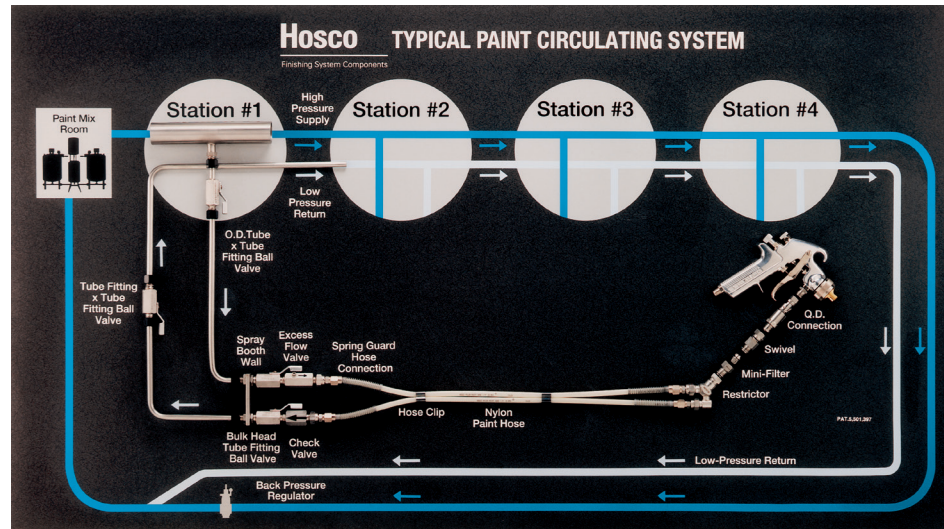 Hosco
Finishing System Components
TYPICAL PAINT CIRCULATING SYSTEM
Paint Mix
Room
Station #1
High
Pressure
Supply
Station #2
Station #3
Station #4
Low
Pressure
Return
O.D.Tube
x Tube
Fitting Ball
Valve
Tube Fitting
x Tube
Fitting Ball
Valve
Spray
Booth
Wall
Excess
Flow
Valve
Spring Guard
Hose
Connection
Q.D.
Connection
Swivel
Mini-Filter
Restrictor
Hose Clip
Nylon
Paint Hose
PAT.5,501,397
Bulk Head
Tube Fitting
Ball Valve
Check
Valve
Low-Pressure Return
Back Pressure
Regulator